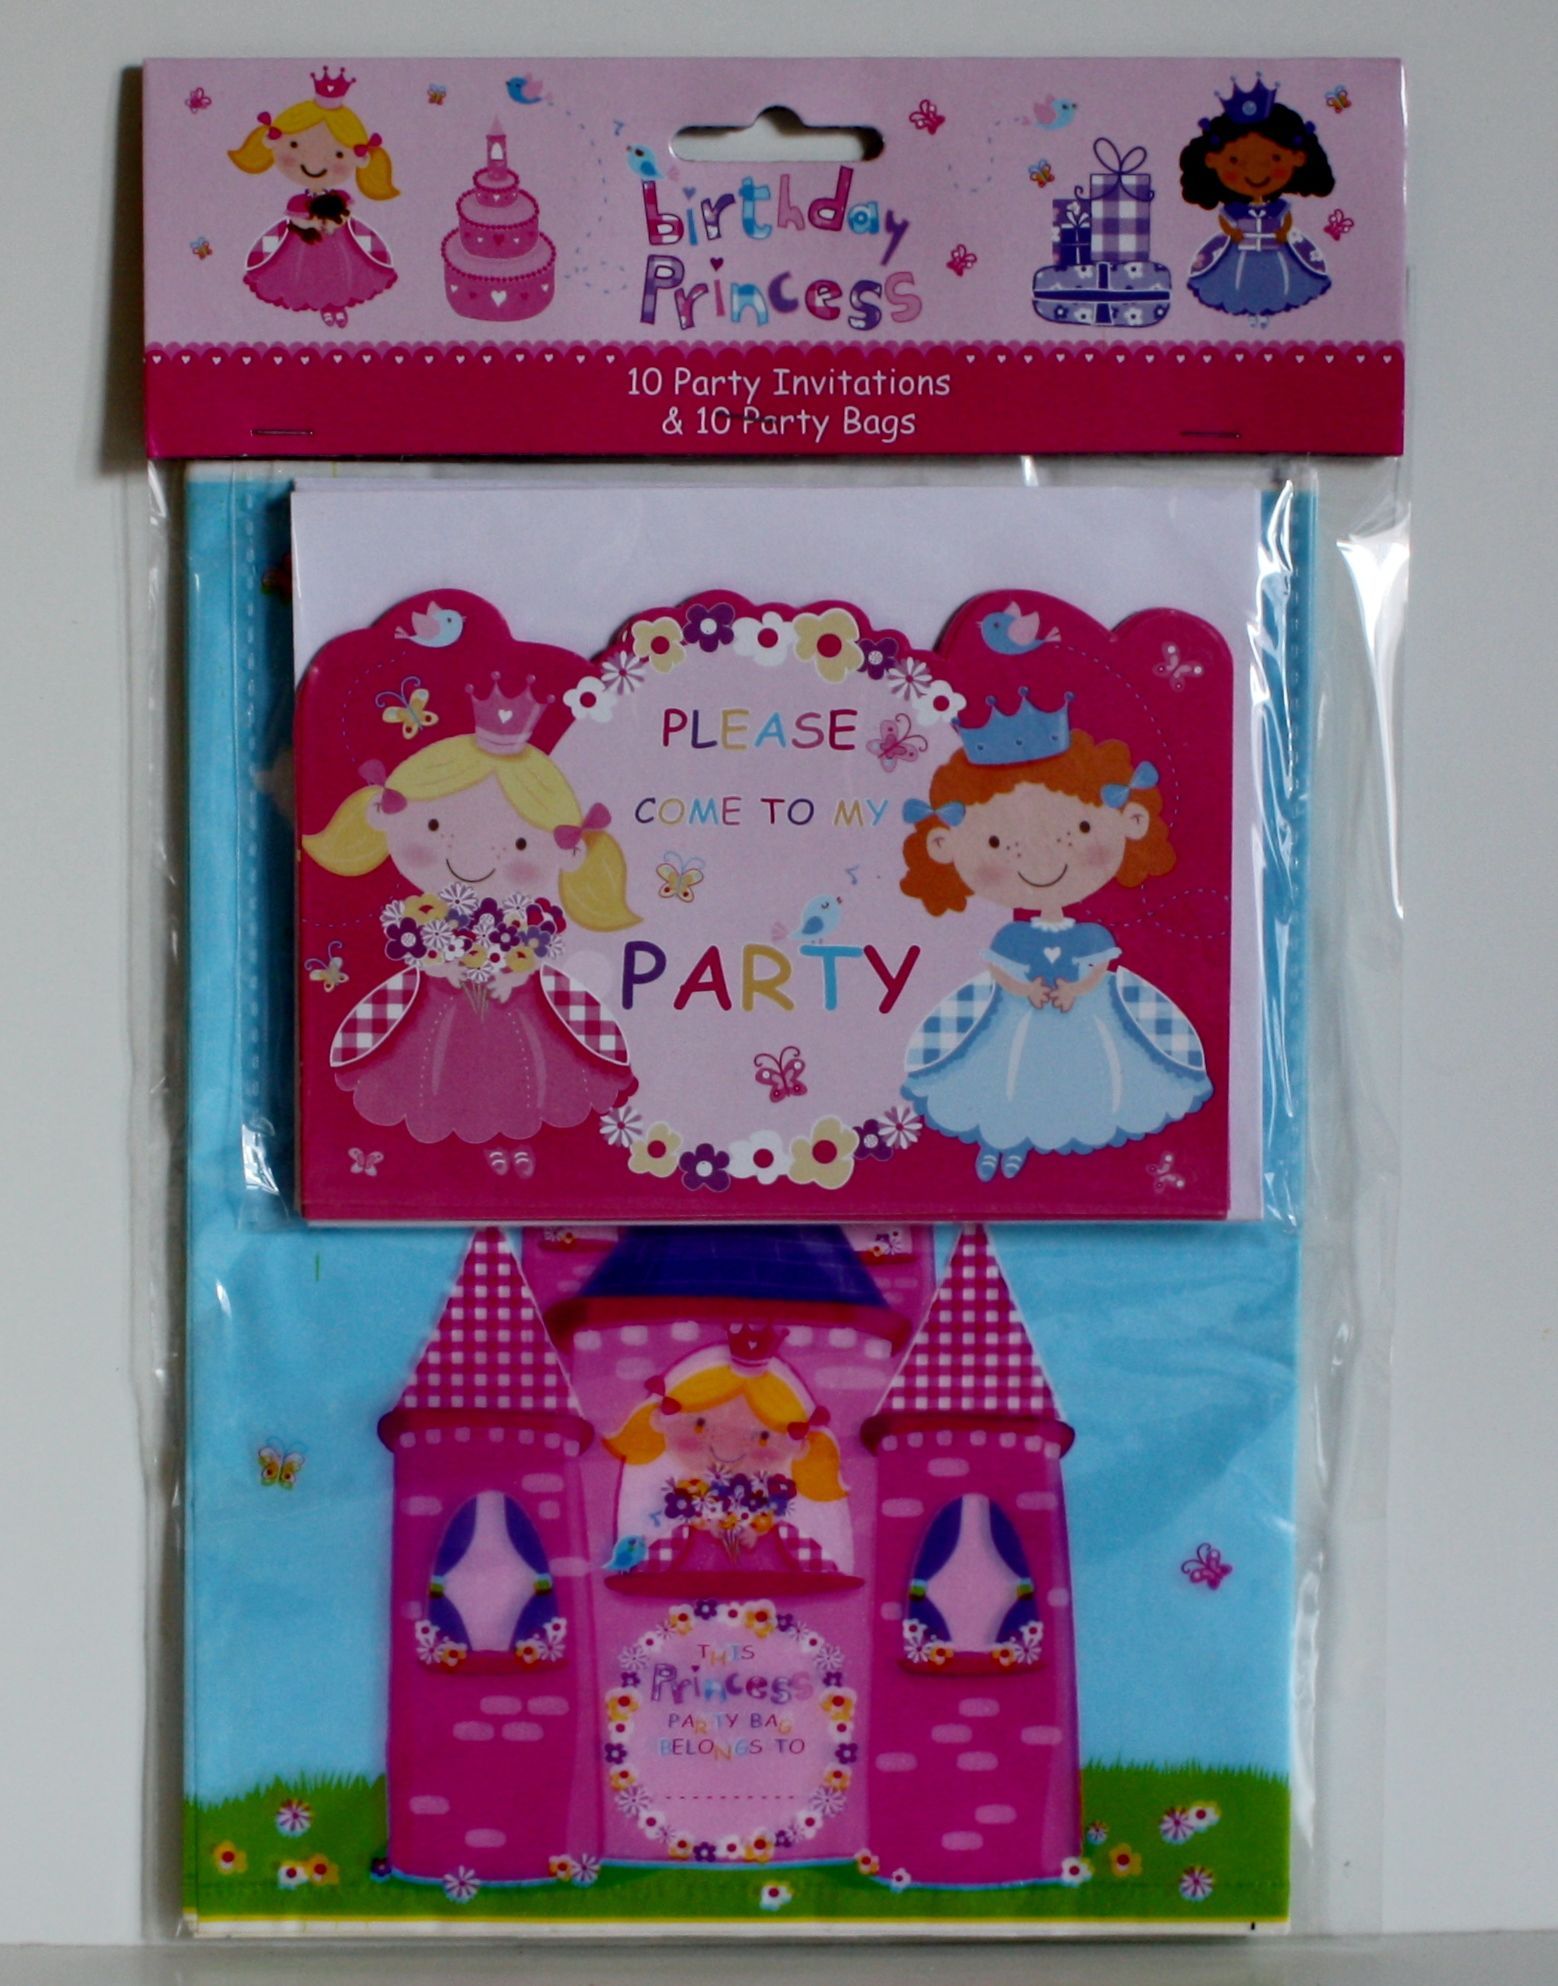 birthday
Princess
10 Party Invitations
& 10 Party Bags
PLEASE
COME TO MY
PARTY
THIS
Princess
PARTY BAG
BELONGS TO